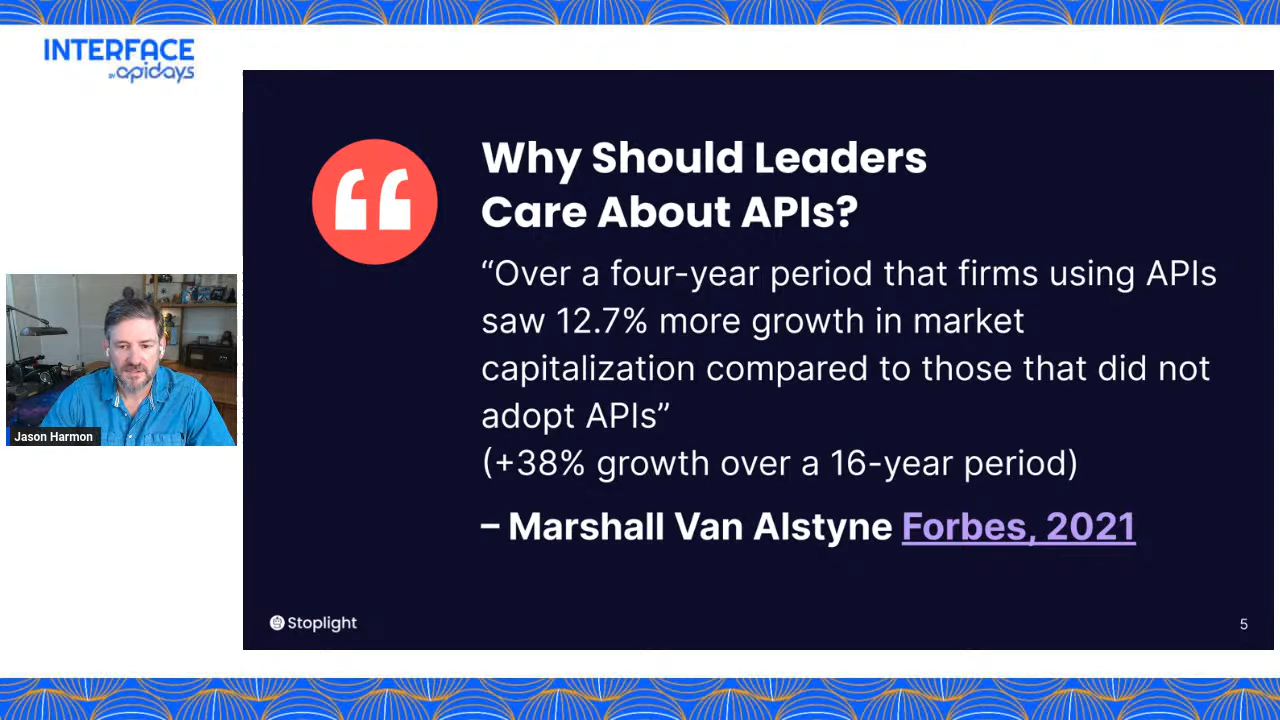 INTERFACE
BY apidays
Why Should Leaders
Care About APIs?
“Over a four-year period that firms using APIs
saw 12.7% more growth in market
capitalization compared to those that did not
adopt APIs”
(+38% growth over a 16-year period)
– Marshall Van Alstyne Forbes, 2021
Jason Harmon
Stoplight
5